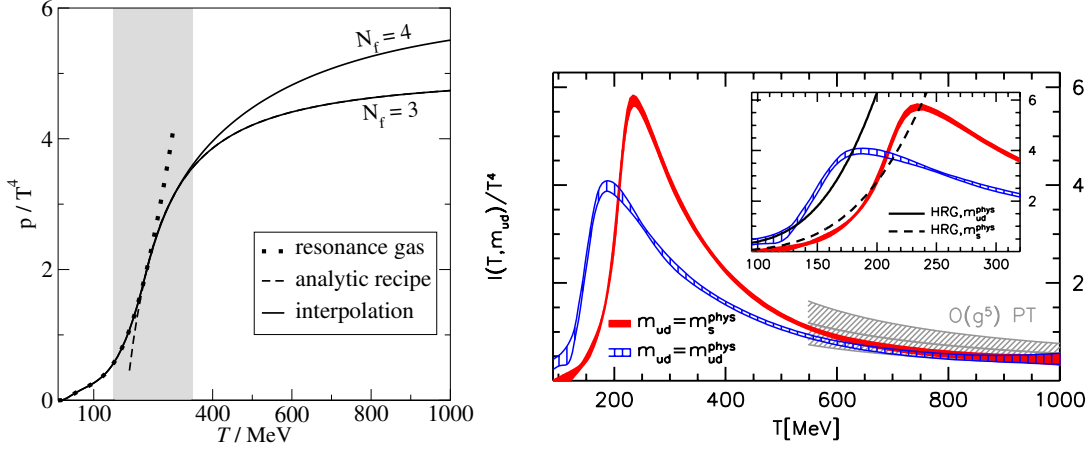 6
4
2
0
p / T⁴
100
400
600
800
1000
T / MeV
N_f = 4
N_f = 3
resonance gas
analytic recipe
interpolation
I(T,m_ud)/T⁴
6
4
2
200
400
600
800
1000
T[MeV]
m_ud=m_s^phys
m_ud=m_ud^phys
O(g⁵) PT
6
4
2
100
150
200
250
300
HRG,m_ud^phys
HRG,m_s^phys